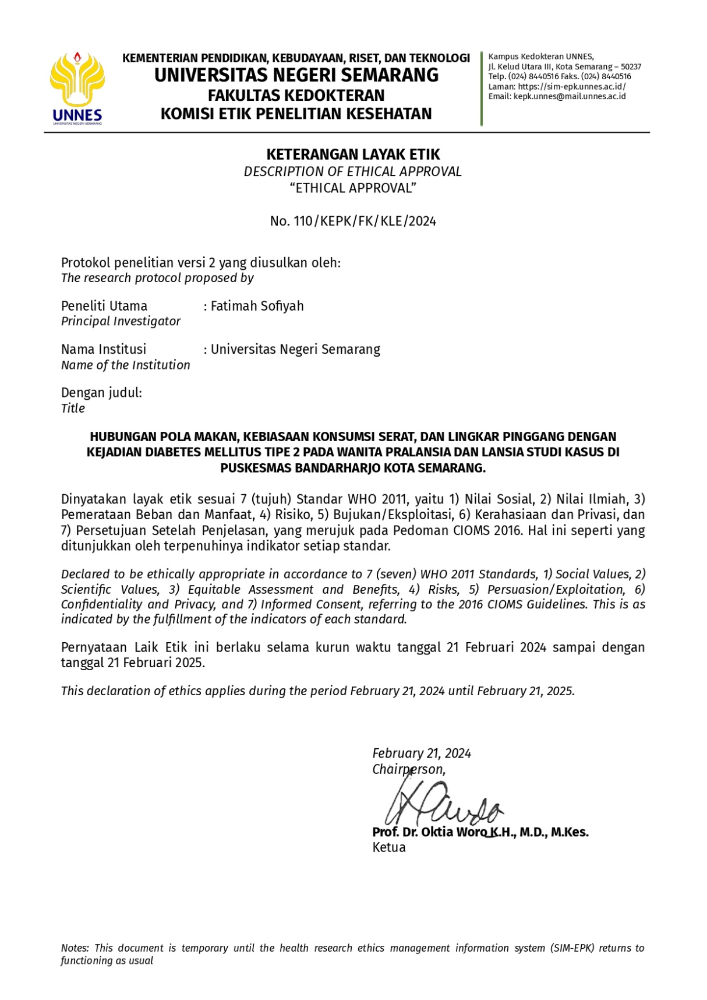 KEMENTERIAN PENDIDIKAN, KEBUDAYAAN, RISET, DAN TEKNOLOGI
UNIVERSITAS NEGERI SEMARANG
FAKULTAS KEDOKTERAN
KOMISI ETIK PENELITIAN KESEHATAN
UNNES
UNIVERSITAS NEGERI SEMARANG
Kampus Kedokteran UNNES,
Jl. Kelud Utara III, Kota Semarang – 50237
Telp. (024) 8440516 Faks. (024) 8440516
Laman: https://sim-epk.unnes.ac.id/
Email: kepk.unnes@mail.unnes.ac.id
KETERANGAN LAYAK ETIK
DESCRIPTION OF ETHICAL APPROVAL
“ETHICAL APPROVAL”
No. 110/KEPK/FK/KLE/2024
Protokol penelitian versi 2 yang diusulkan oleh:
The research protocol proposed by
Peneliti Utama : Fatimah Sofiyah
Principal Investigator
Nama Institusi : Universitas Negeri Semarang
Name of the Institution
Dengan judul:
Title
HUBUNGAN POLA MAKAN, KEBIASAAN KONSUMSI SERAT, DAN LINGKAR PINGGANG DENGAN
KEJADIAN DIABETES MELLITUS TIPE 2 PADA WANITA PRALANSIA DAN LANSIA STUDI KASUS DI
PUSKESMAS BANDARHARJO KOTA SEMARANG.
Dinyatakan layak etik sesuai 7 (tujuh) Standar WHO 2011, yaitu 1) Nilai Sosial, 2) Nilai Ilmiah, 3)
Pemerataan Beban dan Manfaat, 4) Risiko, 5) Bujukan/Eksploitasi, 6) Kerahasiaan dan Privasi, dan
7) Persetujuan Setelah Penjelasan, yang merujuk pada Pedoman CIOMS 2016. Hal ini seperti yang
ditunjukkan oleh terpenuhinya indikator setiap standar.
Declared to be ethically appropriate in accordance to 7 (seven) WHO 2011 Standards, 1) Social Values, 2)
Scientific Values, 3) Equitable Assessment and Benefits, 4) Risks, 5) Persuasion/Exploitation, 6)
Confidentiality and Privacy, and 7) Informed Consent, referring to the 2016 CIOMS Guidelines. This is as
indicated by the fulfillment of the indicators of each standard.
Pernyataan Laik Etik ini berlaku selama kurun waktu tanggal 21 Februari 2024 sampai dengan
tanggal 21 Februari 2025.
This declaration of ethics applies during the period February 21, 2024 until February 21, 2025.
February 21, 2024
Chairperson,
Prof. Dr. Oktia Woro K.H., M.D., M.Kes.
Ketua
Notes: This document is temporary until the health research ethics management information system (SIM-EPK) returns to
functioning as usual